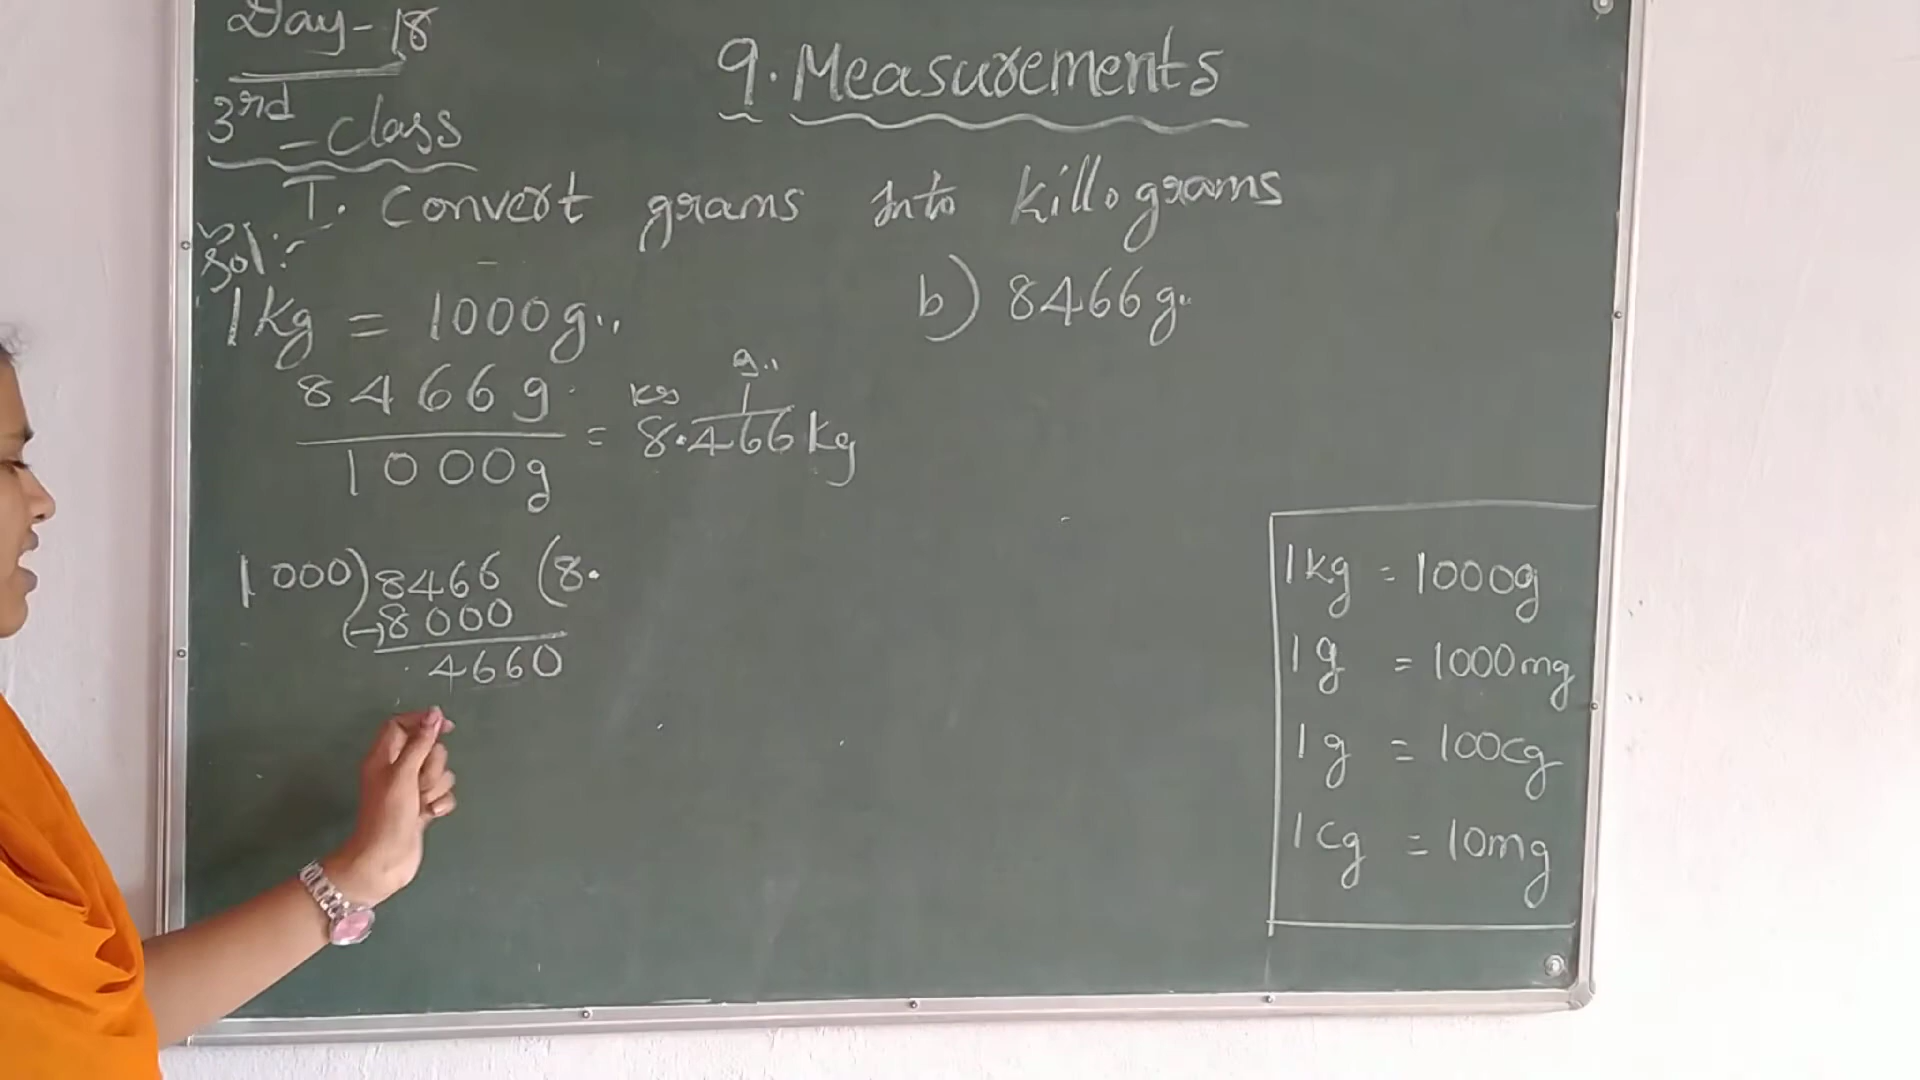 Day-18
3rd-class
9. Measurements
I. Convert grams into killograms
Sol:-
b) 8466g.
1kg = 1000g..
8466g
1000g
= 8.466kg
kg
g..
1000)8466 (8.
(-)8000
4660
1kg = 1000g
1g = 1000mg
1g = 100cg
1cg = 10mg